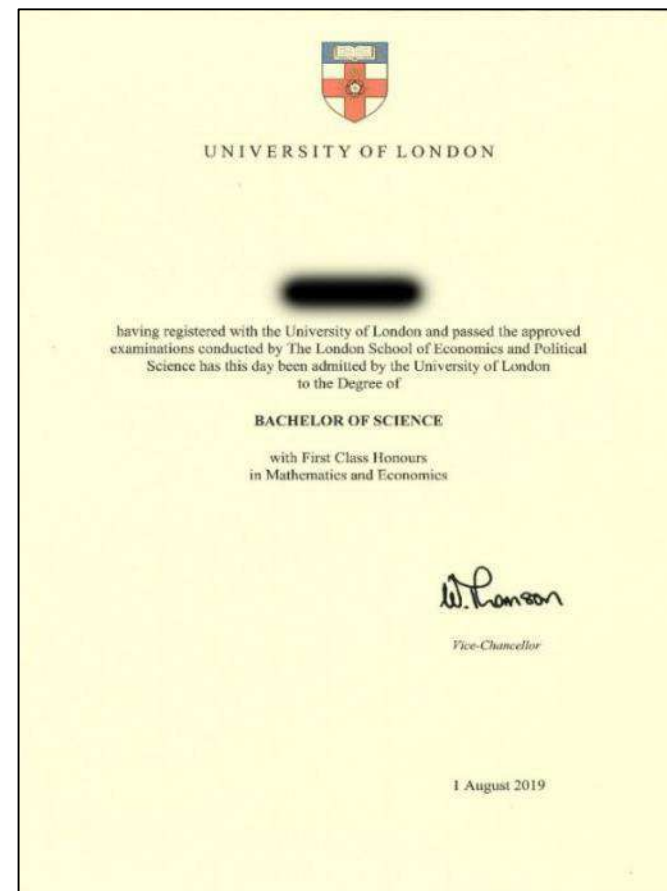 UNIVERSITY OF LONDON
having registered with the University of London and passed the approved
examinations conducted by The London School of Economics and Political
Science has this day been admitted by the University of London
to the Degree of
BACHELOR OF SCIENCE
with First Class Honours
in Mathematics and Economics
W. Thomson
Vice-Chancellor
1 August 2019